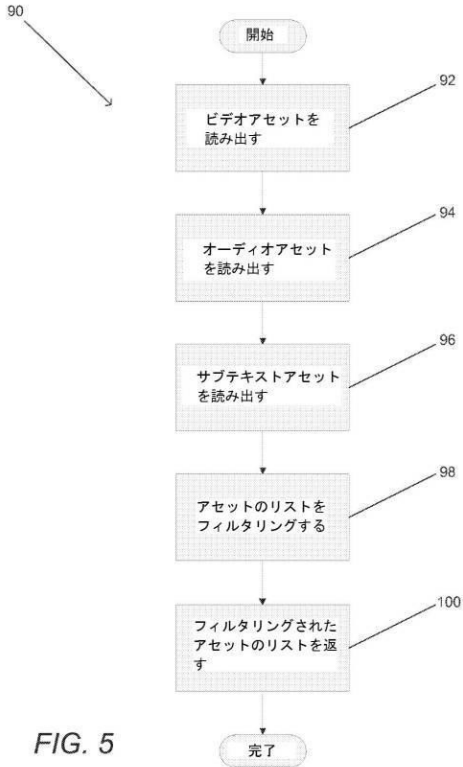 90
開始
92
ビデオアセットを
読み出す
94
オーディオアセット
を読み出す
96
サブテキストアセット
を読み出す
98
アセットのリストを
フィルタリングする
100
フィルタリングされた
アセットのリストを返
す
FIG. 5
完了